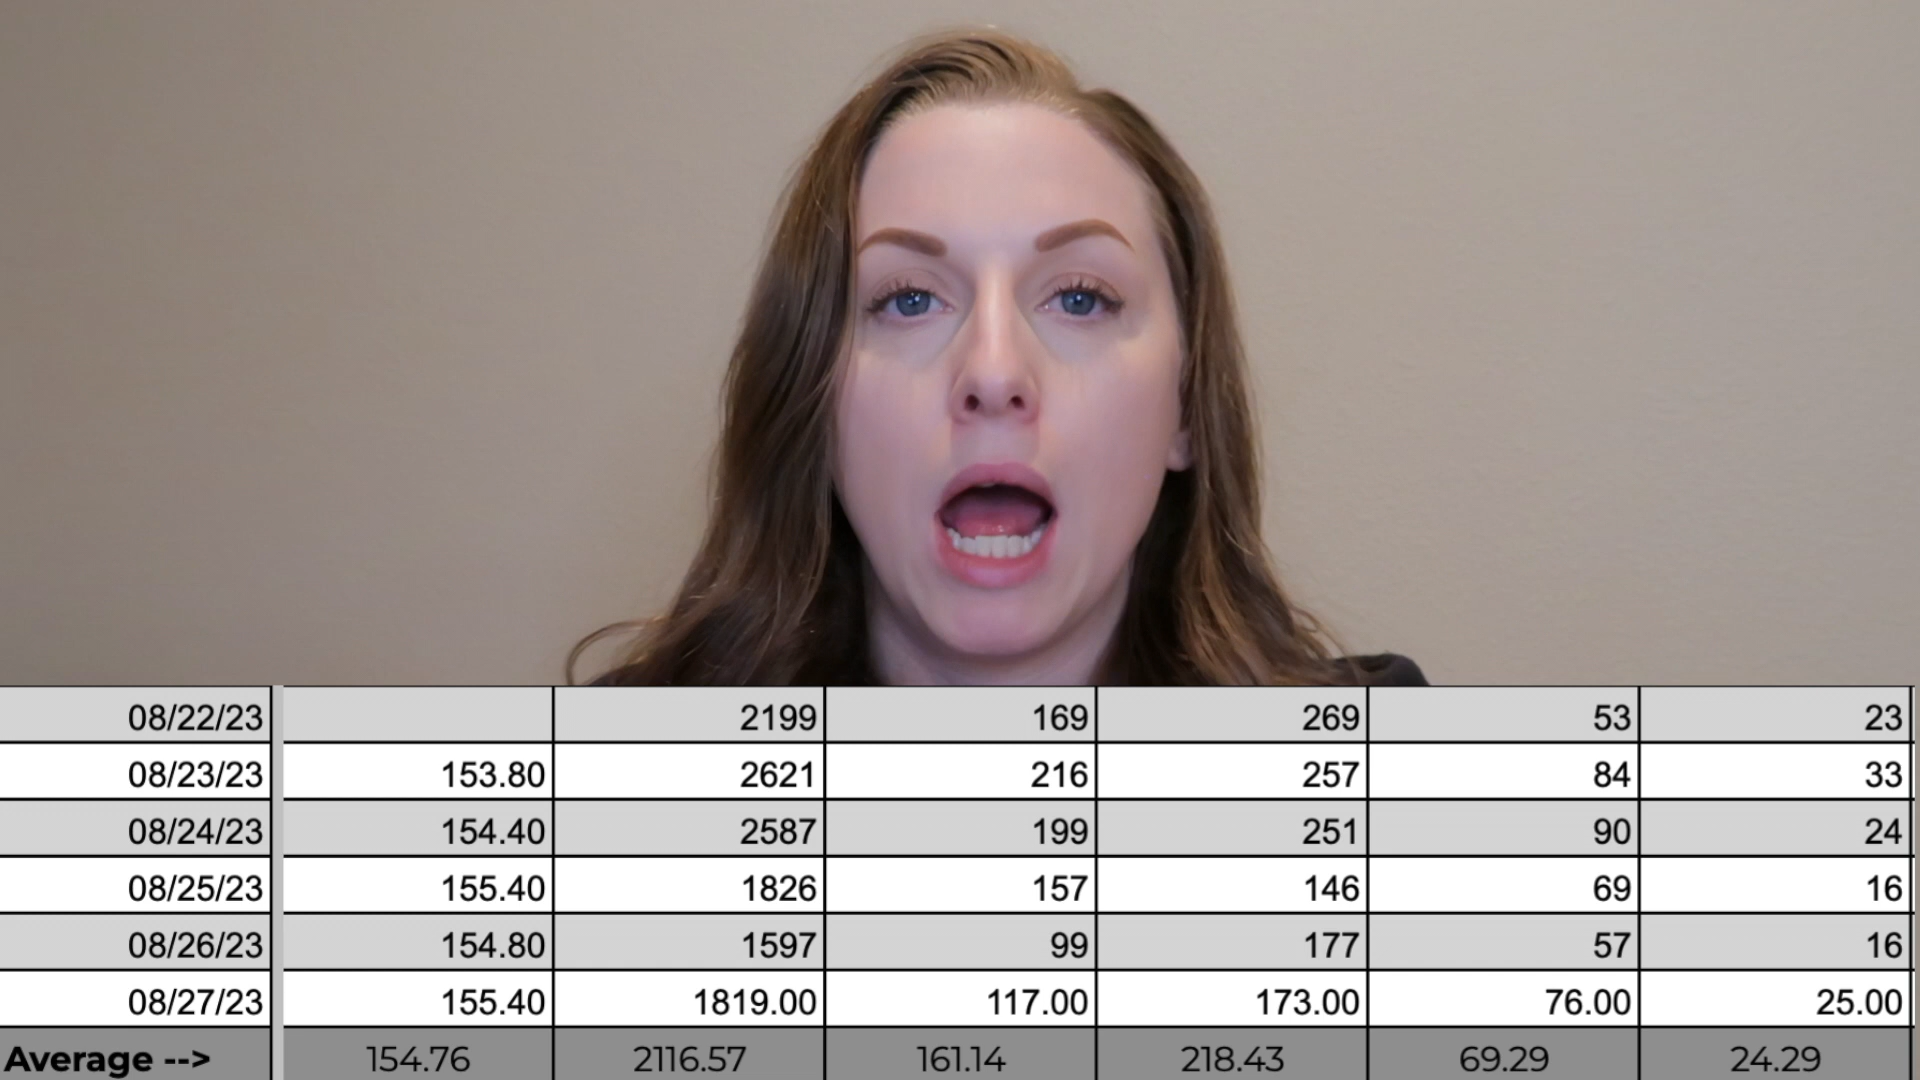 08/22/23 2199 169 269 53 23
08/23/23 153.80 2621 216 257 84 33
08/24/23 154.40 2587 199 251 90 24
08/25/23 155.40 1826 157 146 69 16
08/26/23 154.80 1597 99 177 57 16
08/27/23 155.40 1819.00 117.00 173.00 76.00 25.00
Average --> 154.76 2116.57 161.14 218.43 69.29 24.29